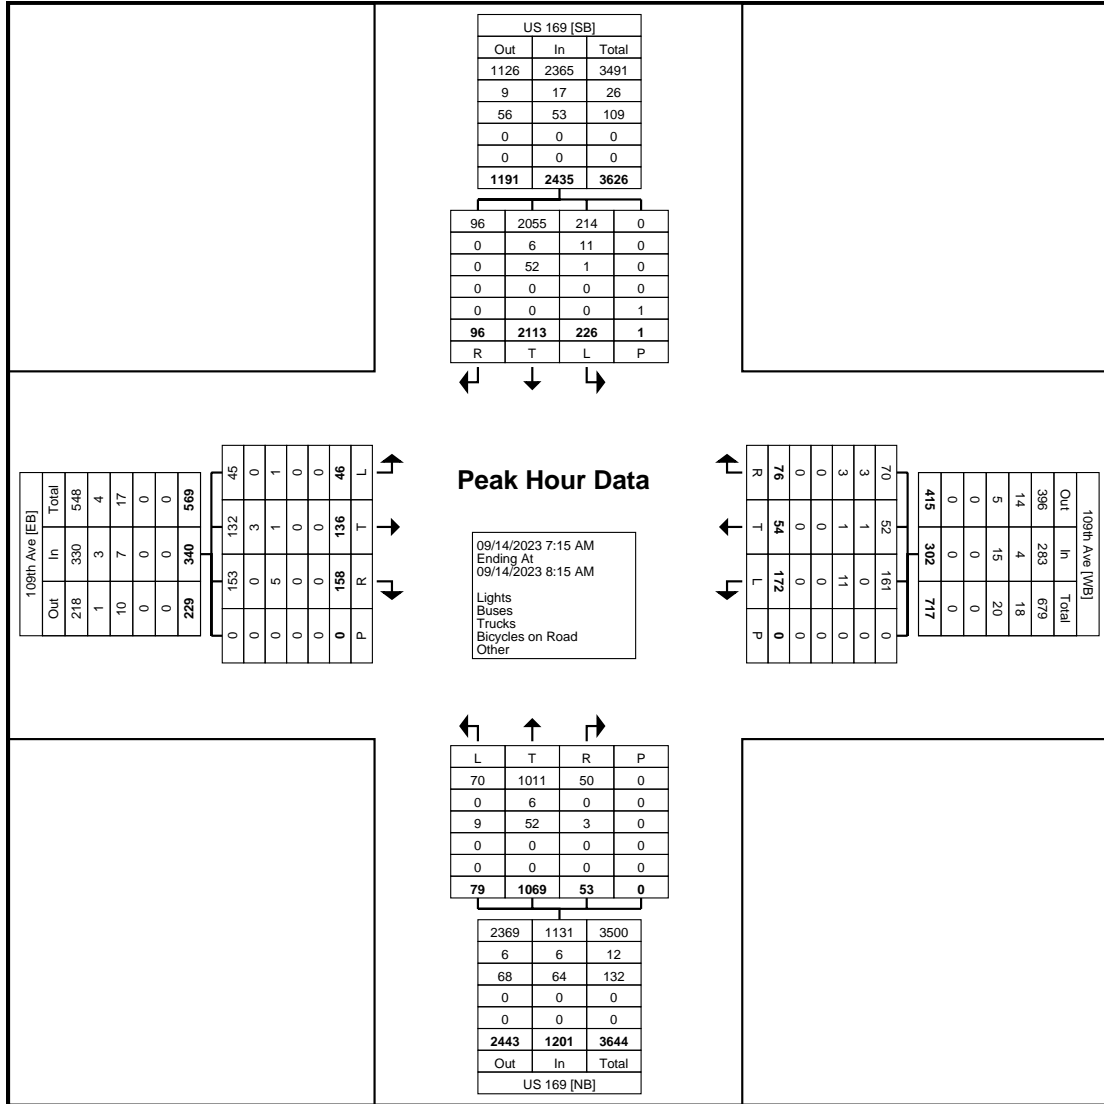 US 169 [SB]
Out In Total
1126 2365 3491
9 17 26
56 53 109
0 0 0
0 0 0
1191 2435 3626
96 2055 214 0
0 6 11 0
0 52 1 0
0 0 0 0
0 0 0 1
96 2113 226 1
R T L P
109th Ave [EB]
Total 548 4 17 0 0 569
In 330 3 7 0 0 340
Out 218 1 10 0 0 229
45 0 1 0 0 46 L
132 3 1 0 0 136 T
153 0 5 0 0 158 R
0 0 0 0 0 0 P
Peak Hour Data
09/14/2023 7:15 AM
Ending At
09/14/2023 8:15 AM
Lights
Buses
Trucks
Bicycles on Road
Other
R 76 0 0 3 3 70
T 54 0 0 1 1 52
L 172 0 0 11 0 161
P 0 0 0 0 0 0
415 0 0 5 14 396 Out
302 0 0 15 4 283 In
717 0 0 20 18 679 Total
109th Ave [WB]
L T R P
70 1011 50 0
0 6 0 0
9 52 3 0
0 0 0 0
0 0 0 0
79 1069 53 0
2369 1131 3500
6 6 12
68 64 132
0 0 0
0 0 0
2443 1201 3644
Out In Total
US 169 [NB]